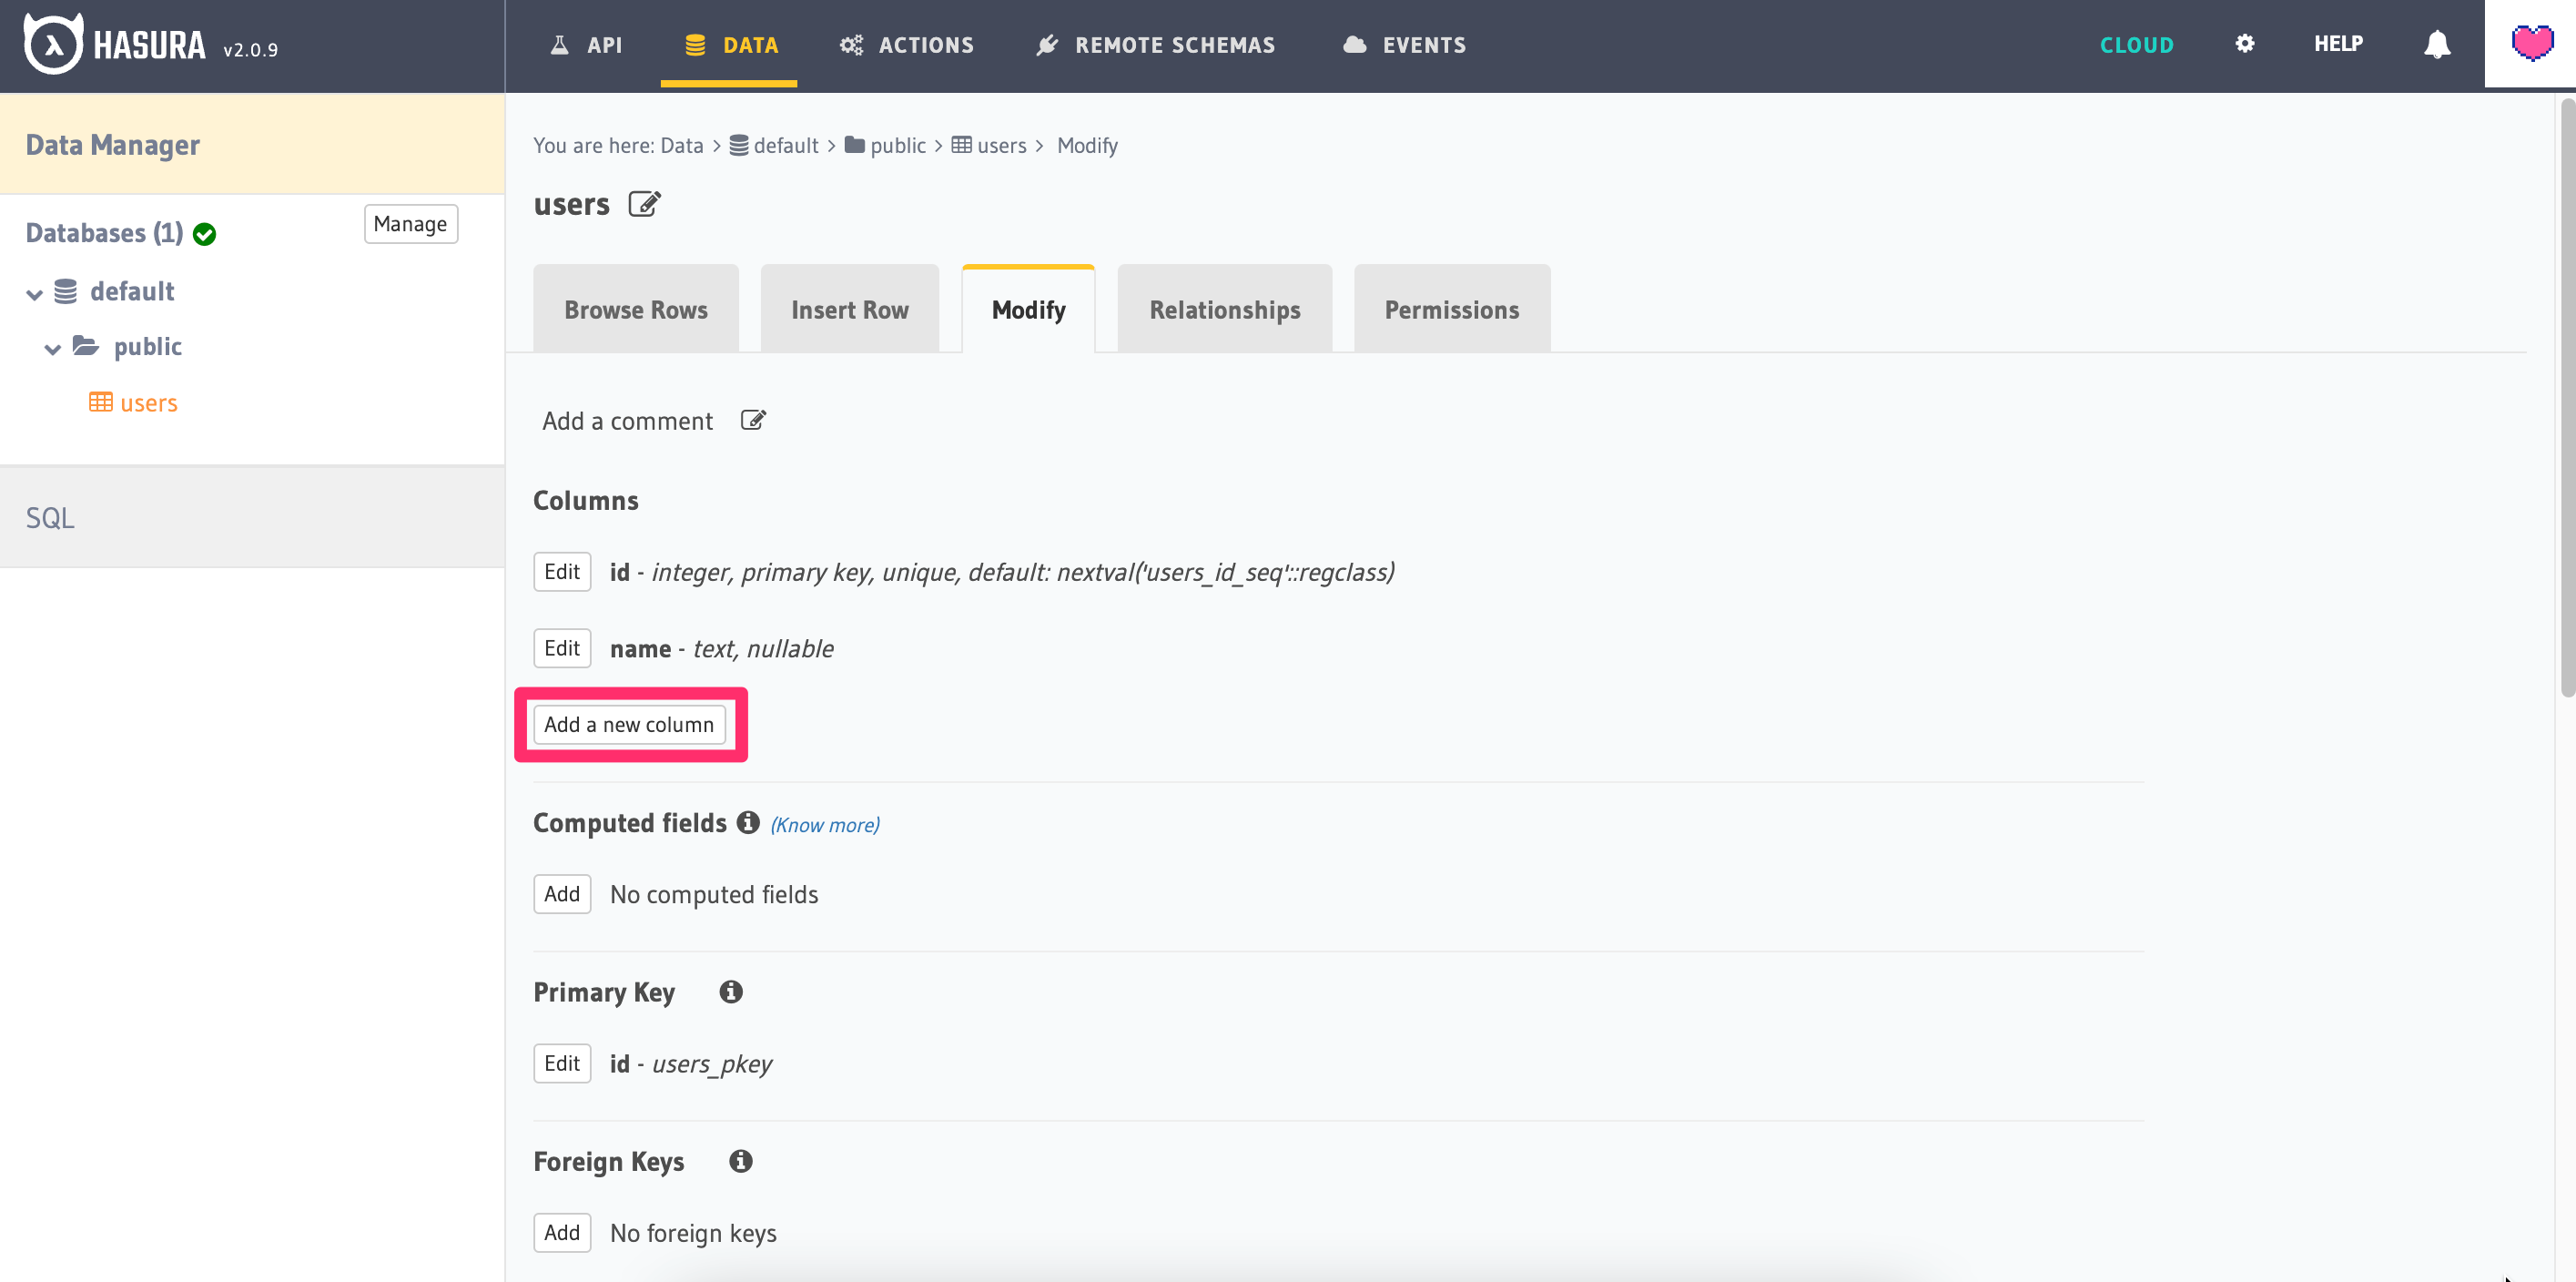 HASURA v2.0.9
API DATA ACTIONS REMOTE SCHEMAS EVENTS CLOUD HELP
Data Manager
Databases (1) Manage
default
public
users
SQL
You are here: Data > default > public > users > Modify
users
Browse Rows Insert Row Modify Relationships Permissions
Add a comment
Columns
Edit id - integer, primary key, unique, default: nextval('users_id_seq'::regclass)
Edit name - text, nullable
Add a new column
Computed fields (Know more)
Add No computed fields
Primary Key
Edit id - users_pkey
Foreign Keys
Add No foreign keys